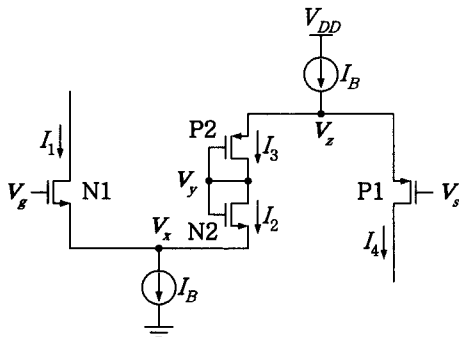 V_DD
I_B
P2
V_z
I_1
I_3
V_g
N1
V_y
P1
V_s
V_x
N2
I_2
I_4
I_B